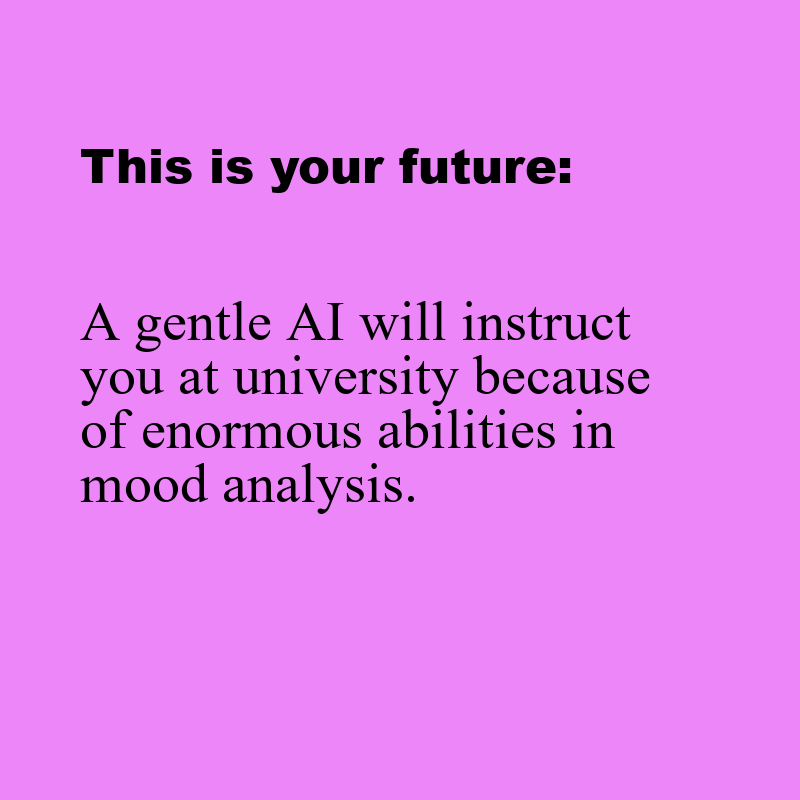 This is your future:
A gentle AI will instruct
you at university because
of enormous abilities in
mood analysis.